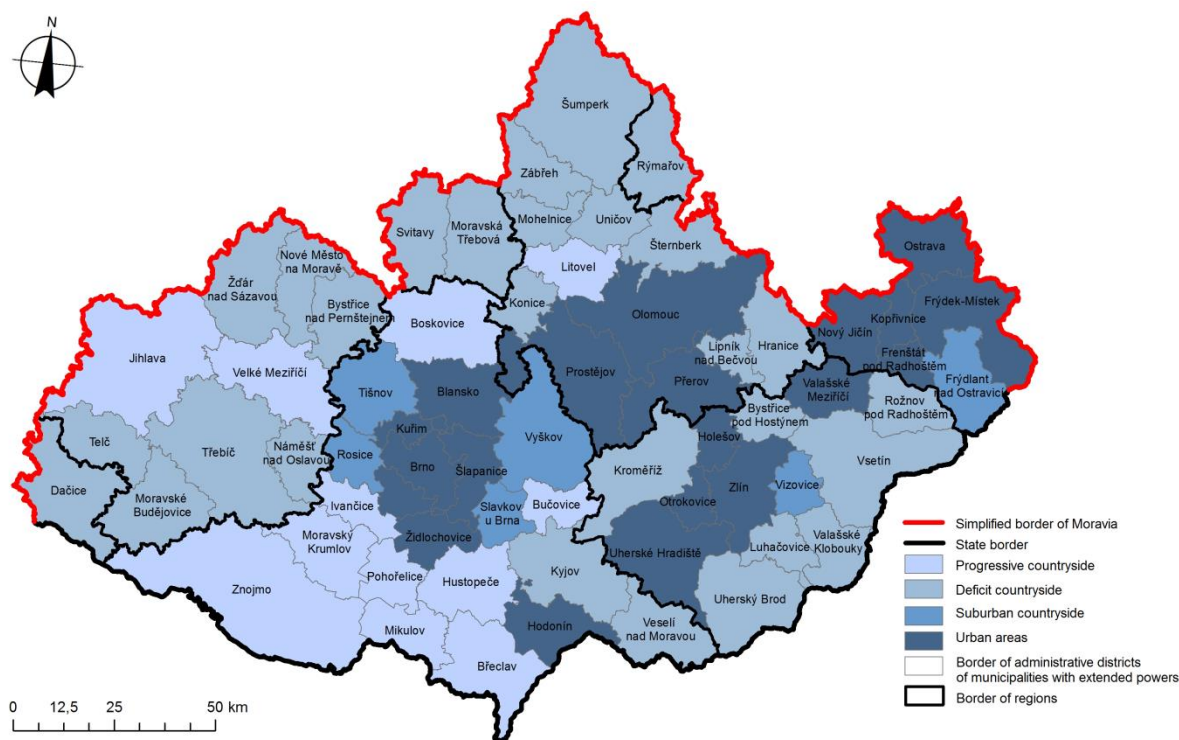 N
Šumperk
Rýmařov
Zábřeh
Mohelnice
Uničov
Šternberk
Svitavy
Moravská
Třebová
Litovel
Konice
Olomouc
Ostrava
Frýdek-Místek
Kopřivnice
Nový Jičín
Frenštát
pod Radhoštěm
Frýdlant
nad Ostravicí
Hranice
Lipník
nad Bečvou
Přerov
Prostějov
Valašské
Meziříčí
Rožnov
pod Radhoštěm
Bystřice
pod Hostýnem
Holešov
Vsetín
Kroměříž
Zlín
Otrokovice
Vizovice
Uherské Hradiště
Luhačovice
Valašské
Klobouky
Uherský Brod
Nové Město
na Moravě
Žďár
nad Sázavou
Bystřice
nad Pernštejnem
Jihlava
Velké Meziříčí
Boskovice
Tišnov
Blansko
Kuřim
Vyškov
Rosice
Brno
Šlapanice
Telč
Třebíč
Náměšť
nad Oslavou
Dačice
Moravské
Budějovice
Slavkov
u Brna
Bučovice
Ivančice
Židlochovice
Moravský
Krumlov
Pohořelice
Hustopeče
Kyjov
Znojmo
Mikulov
Břeclav
Hodonín
Veselí
nad Moravou
Simplified border of Moravia
State border
Progressive countryside
Deficit countryside
Suburban countryside
Urban areas
Border of administrative districts
of municipalities with extended powers
Border of regions
0 12,5 25 50 km